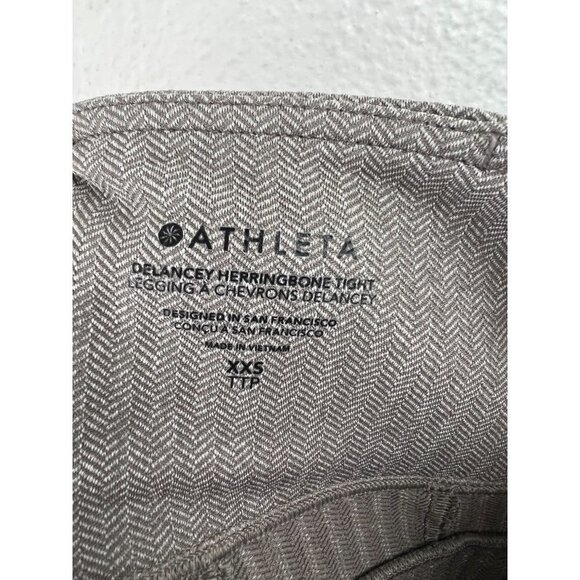 ATHLETA
DELANCEY HERRINGBONE TIGHT
LEGGING À CHEVRONS DELANCEY
DESIGNED IN SAN FRANCISCO
CONÇU À SAN FRANCISCO
MADE IN VIETNAM
XXS
TTP